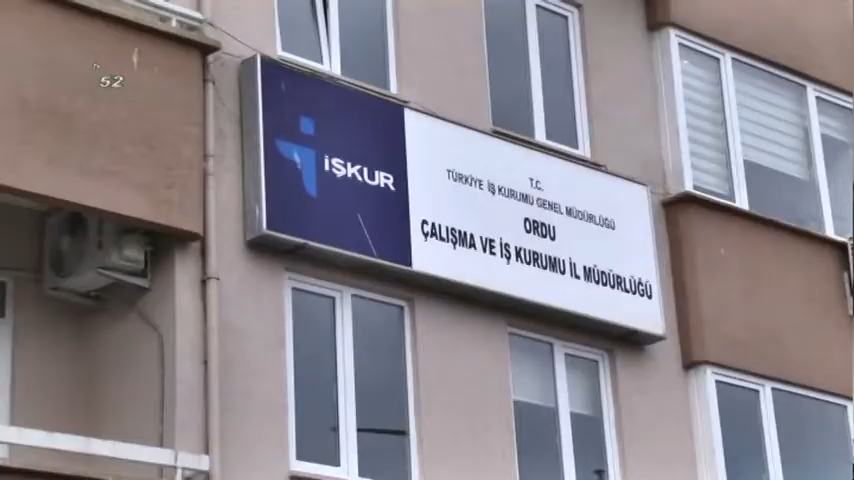 52
İŞKUR
T.C.
TÜRKİYE İŞ KURUMU GENEL MÜDÜRLÜĞÜ
ORDU
ÇALIŞMA VE İŞ KURUMU İL MÜDÜRLÜĞÜ